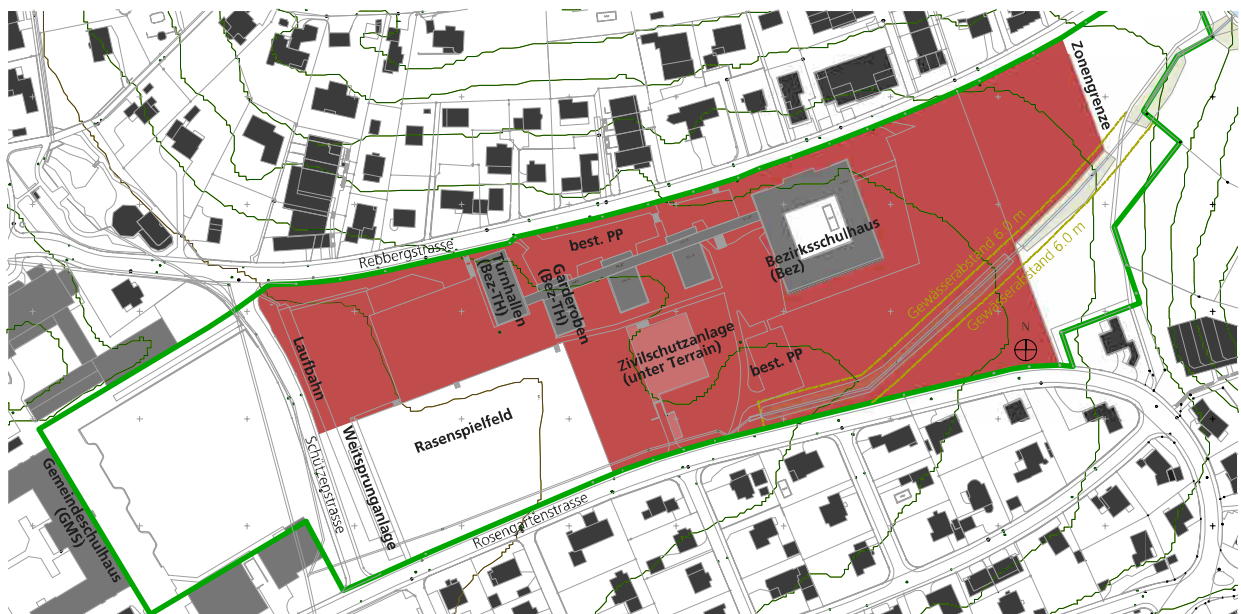 Zonengrenze
Rebbergstrasse
best. PP
Turnhallen
(Bez-TH)
Garderoben
(Bez-TH)
Bezirksschulhaus
(Bez)
Gewässerabstand 6.0 m
Gewässerabstand 6.0 m
N
Zivilschutzanlage
(unter Terrain)
best. PP
Laufbahn
Rasenspielfeld
Weitsprunganlage
Schützenstrasse
Rosengartenstrasse
Gemeindeschulhaus
(GMS)